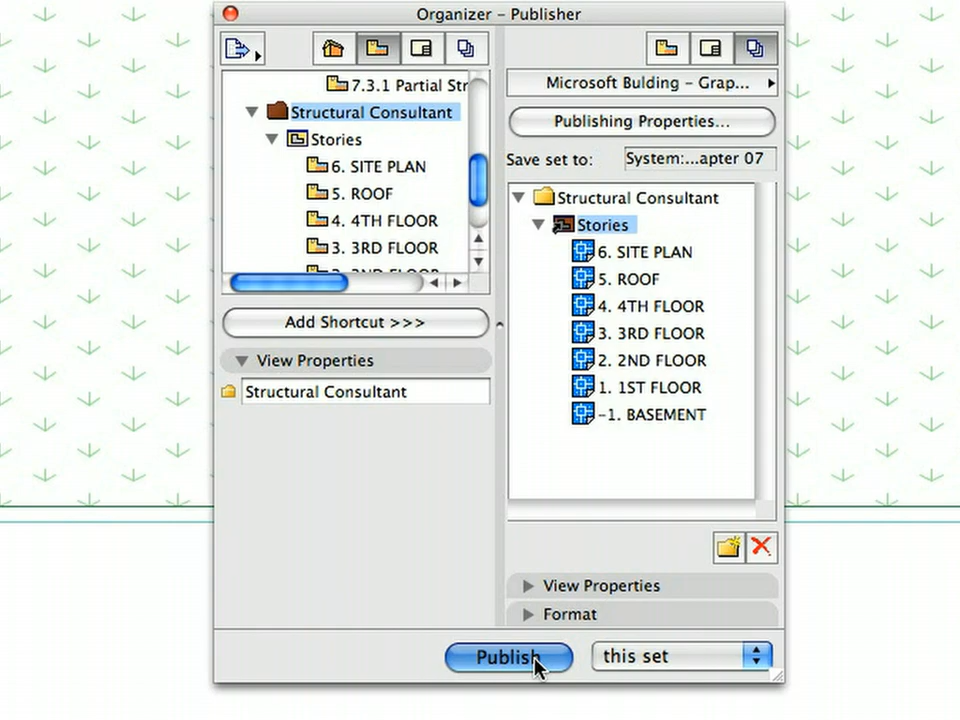 Organizer – Publisher
7.3.1 Partial Str
Structural Consultant
Stories
6. SITE PLAN
5. ROOF
4. 4TH FLOOR
3. 3RD FLOOR
2. 2ND FLOOR
Add Shortcut >>>
View Properties
Structural Consultant
Microsoft Bulding – Grap...
Publishing Properties...
Save set to: System:...apter 07
Structural Consultant
Stories
6. SITE PLAN
5. ROOF
4. 4TH FLOOR
3. 3RD FLOOR
2. 2ND FLOOR
1. 1ST FLOOR
–1. BASEMENT
View Properties
Format
Publish
this set